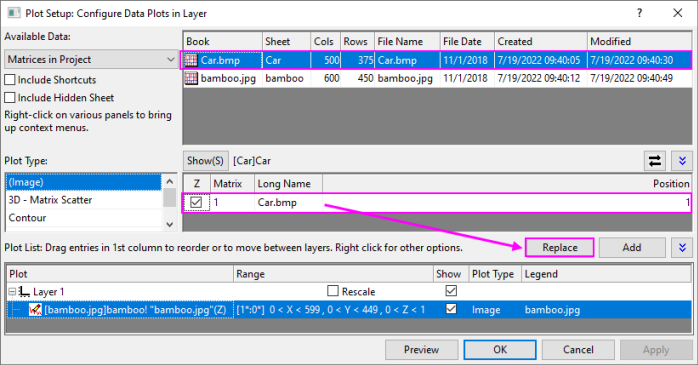 Plot Setup: Configure Data Plots in Layer
Available Data:
Matrices in Project
Include Shortcuts
Include Hidden Sheet
Right-click on various panels to bring
up context menus.
Book Sheet Cols Rows File Name File Date Created Modified
Car.bmp Car 500 375 Car.bmp 11/1/2018 7/19/2022 09:40:05 7/19/2022 09:40:30
bamboo.jpg bamboo 600 450 bamboo.jpg 11/1/2018 7/19/2022 09:40:12 7/19/2022 09:40:49
Plot Type:
(Image)
3D - Matrix Scatter
Contour
Show(S) [Car]Car
Z Matrix Long Name Position
1 Car.bmp 1
Plot List: Drag entries in 1st column to reorder or to move between layers. Right click for other options.
Replace Add
Plot Range Show Plot Type Legend
Layer 1 Rescale
[bamboo.jpg]bamboo! "bamboo.jpg"(Z) [1*:0*] 0 < X < 599 , 0 < Y < 449 , 0 < Z < 1 Image bamboo.jpg
Preview OK Cancel Apply